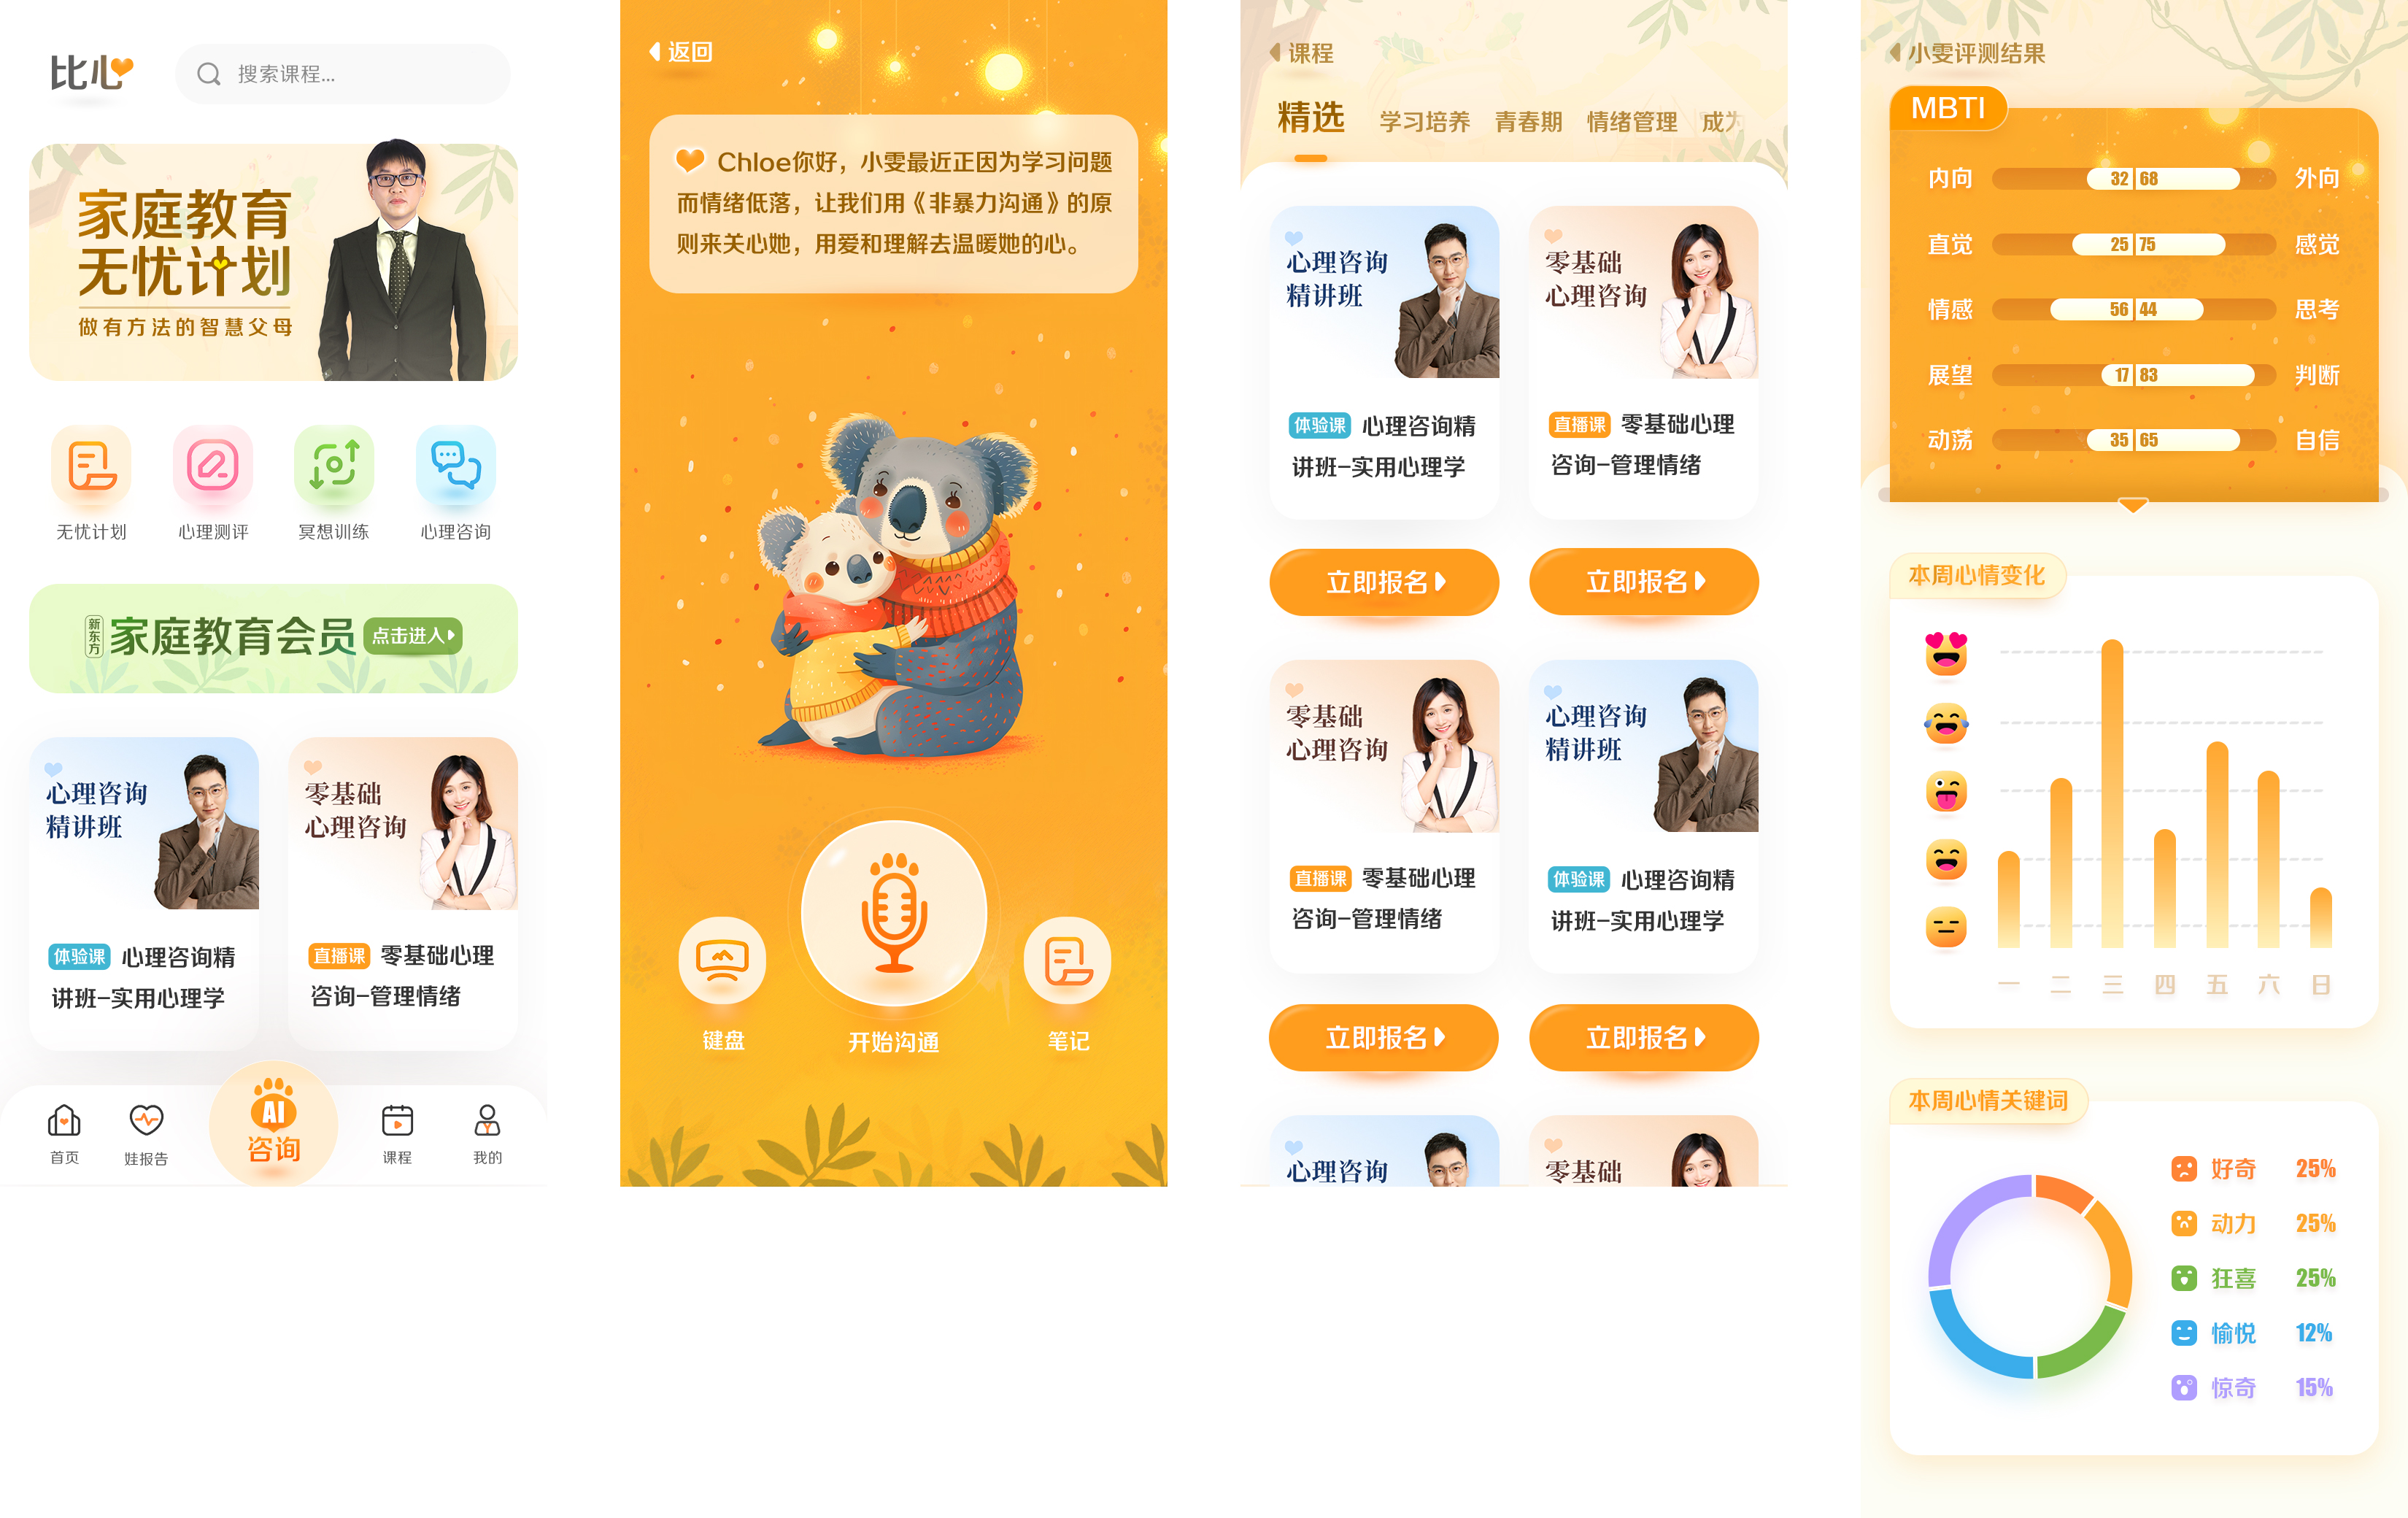 比心
搜索课程...
家庭教育
无忧计划
做有方法的智慧父母
无忧计划
心理测评
冥想训练
心理咨询
新东方
家庭教育会员
点击进入
心理咨询
精讲班
体验课 心理咨询精
讲班-实用心理学
零基础
心理咨询
直播课 零基础心理
咨询-管理情绪
首页
娃报告
AI
咨询
课程
我的
返回
Chloe你好，小雯最近正因为学习问题
而情绪低落，让我们用《非暴力沟通》的原
则来关心她，用爱和理解去温暖她的心。
键盘
开始沟通
笔记
课程
精选 学习培养 青春期 情绪管理 成为
心理咨询
精讲班
体验课 心理咨询精
讲班-实用心理学
立即报名
零基础
心理咨询
直播课 零基础心理
咨询-管理情绪
立即报名
零基础
心理咨询
直播课 零基础心理
咨询-管理情绪
立即报名
心理咨询
精讲班
体验课 心理咨询精
讲班-实用心理学
立即报名
心理咨询
零基础
小雯评测结果
MBTI
内向 32 68 外向
直觉 25 75 感觉
情感 56 44 思考
展望 17 83 判断
动荡 35 65 自信
本周心情变化
一 二 三 四 五 六 日
本周心情关键词
好奇 25%
动力 25%
狂喜 25%
愉悦 12%
惊奇 15%